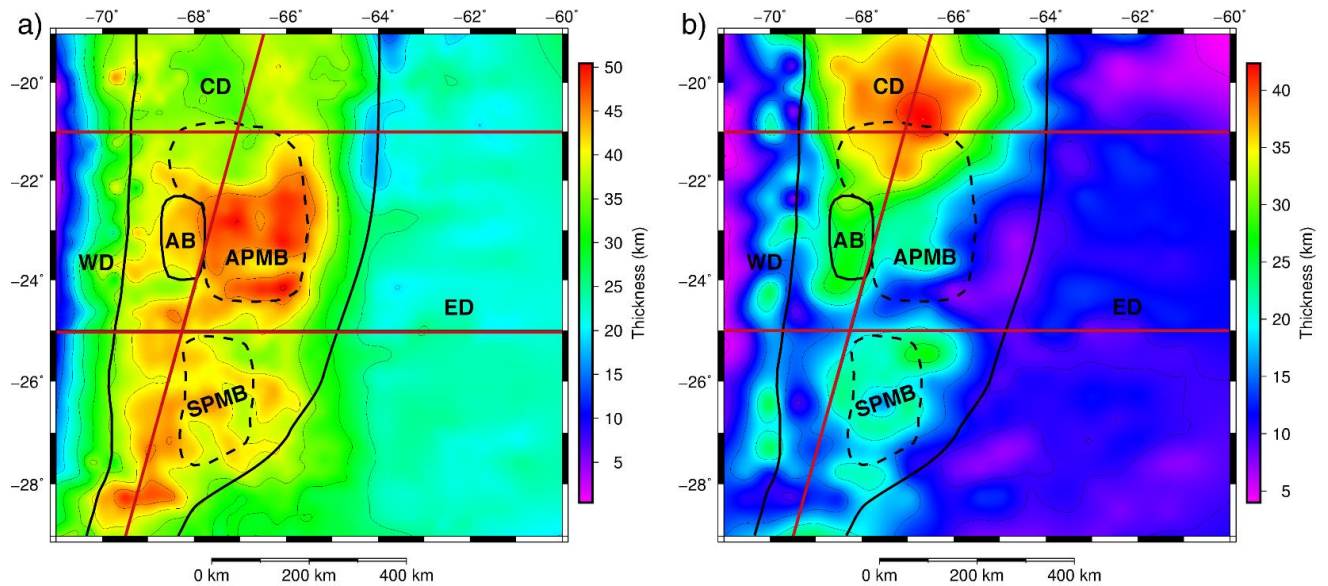 a)
−70° −68° −66° −64° −62° −60°
−20°
−22°
−24°
−26°
−28°
CD
AB
APMB
WD
ED
SPMB
50
45
40
35
30
25
20
15
10
5
Thickness (km)
0 km 200 km 400 km
b)
−70° −68° −66° −64° −62° −60°
−20°
−22°
−24°
−26°
−28°
CD
AB
APMB
WD
ED
SPMB
40
35
30
25
20
15
10
5
Thickness (km)
0 km 200 km 400 km